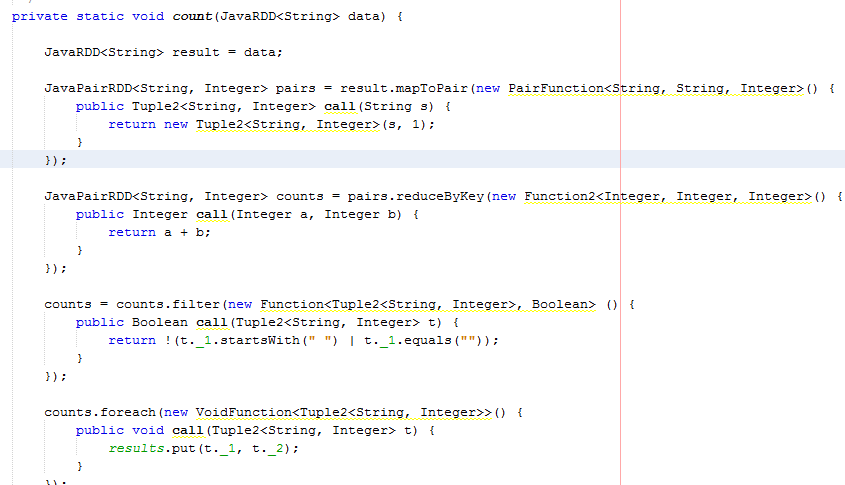 private static void count(JavaRDD<String> data) {
JavaRDD<String> result = data;
JavaPairRDD<String, Integer> pairs = result.mapToPair(new PairFunction<String, String, Integer>() {
public Tuple2<String, Integer> call(String s) {
return new Tuple2<String, Integer>(s, 1);
}
});
JavaPairRDD<String, Integer> counts = pairs.reduceByKey(new Function2<Integer, Integer, Integer>() {
public Integer call(Integer a, Integer b) {
return a + b;
}
});
counts = counts.filter(new Function<Tuple2<String, Integer>, Boolean> () {
public Boolean call(Tuple2<String, Integer> t) {
return !(t._1.startsWith(" ") | t._1.equals(""));
}
});
counts.foreach(new VoidFunction<Tuple2<String, Integer>>() {
public void call(Tuple2<String, Integer> t) {
results.put(t._1, t._2);
}
});